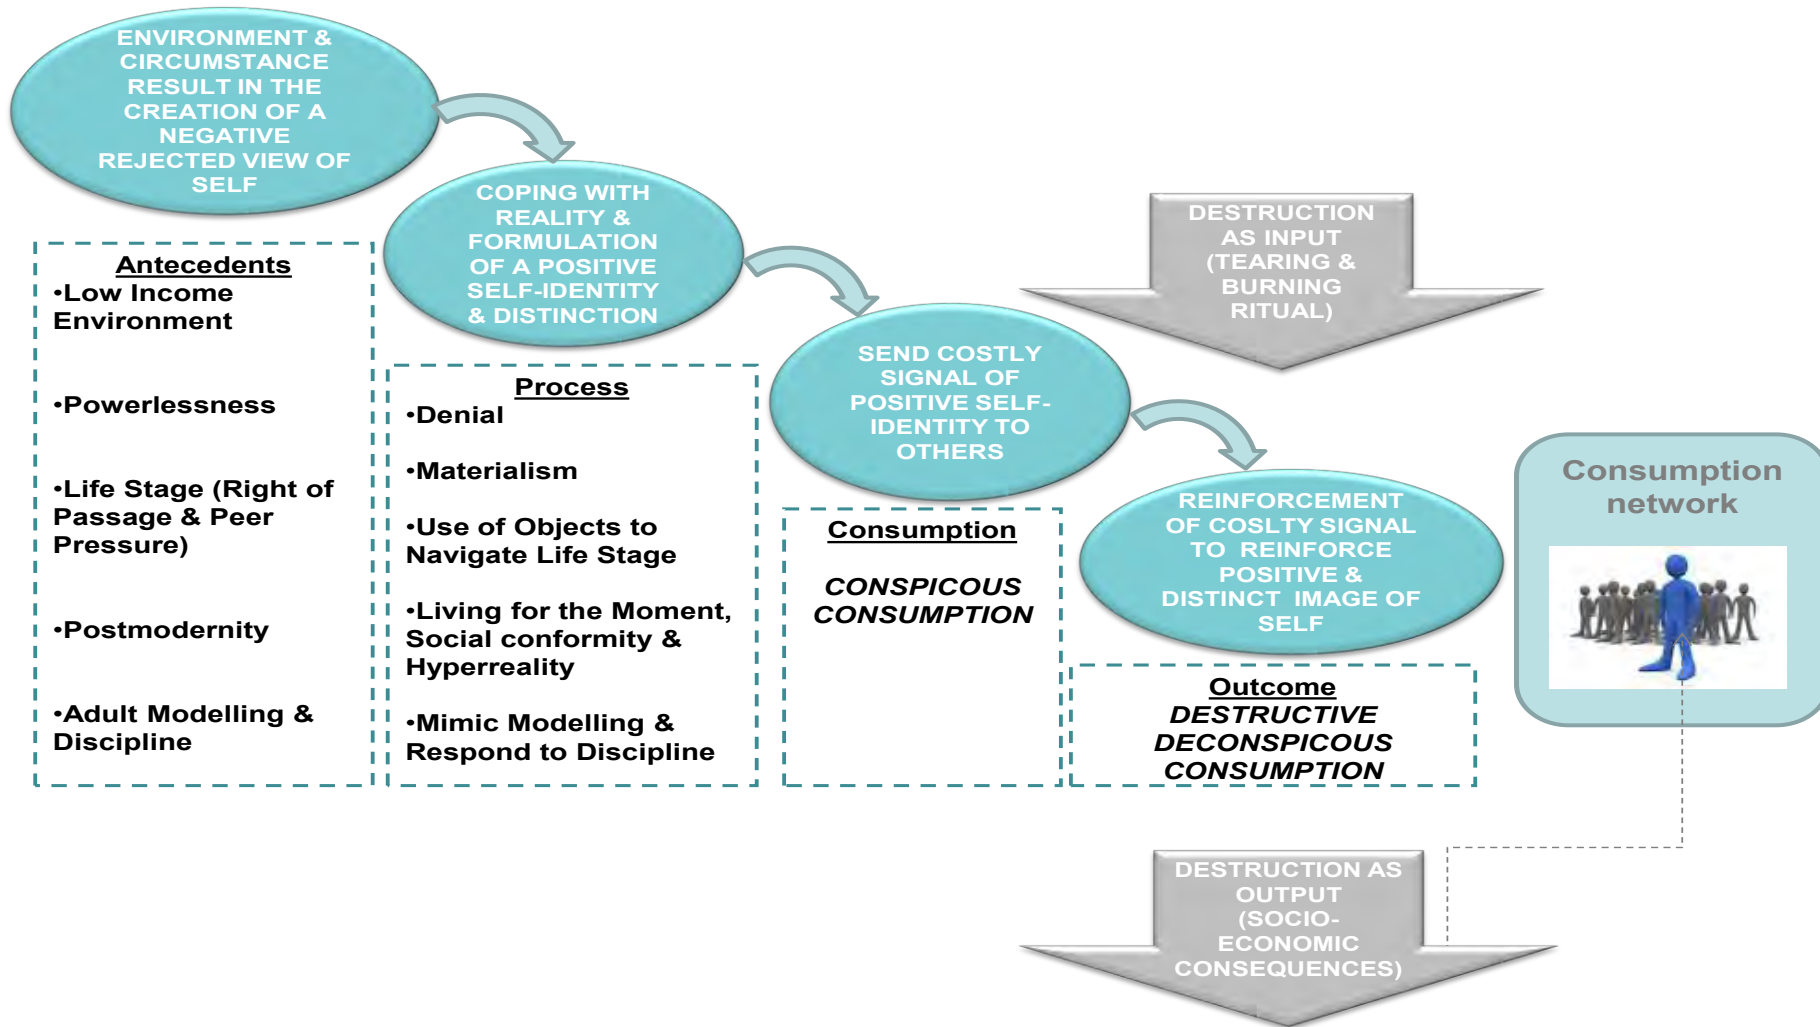 ENVIRONMENT &
CIRCUMSTANCE
RESULT IN THE
CREATION OF A
NEGATIVE
REJECTED VIEW OF
SELF
COPING WITH
REALITY &
FORMULATION
OF A POSITIVE
SELF-IDENTITY
& DISTINCTION
SEND COSTLY
SIGNAL OF
POSITIVE SELF-
IDENTITY TO
OTHERS
REINFORCEMENT
OF COSLTY SIGNAL
TO REINFORCE
POSITIVE &
DISTINCT IMAGE OF
SELF
DESTRUCTION
AS INPUT
(TEARING &
BURNING
RITUAL)
Consumption
network
Antecedents
•Low Income
Environment
•Powerlessness
•Life Stage (Right of
Passage & Peer
Pressure)
•Postmodernity
•Adult Modelling &
Discipline
Process
•Denial
•Materialism
•Use of Objects to
Navigate Life Stage
•Living for the Moment,
Social conformity &
Hyperreality
•Mimic Modelling &
Respond to Discipline
Consumption
CONSPICOUS
CONSUMPTION
Outcome
DESTRUCTIVE
DECONSPICOUS
CONSUMPTION
DESTRUCTION AS
OUTPUT
(SOCIO-
ECONOMIC
CONSEQUENCES)